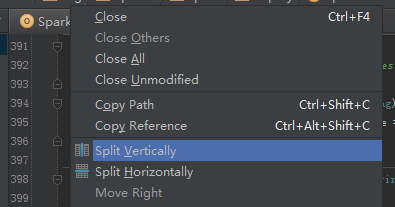 Spark
Close Ctrl+F4
Close Others
Close All
Close Unmodified
Copy Path Ctrl+Shift+C
Copy Reference Ctrl+Alt+Shift+C
Split Vertically
Split Horizontally
Move Right
391
392
393
394
395
396
397
398
399